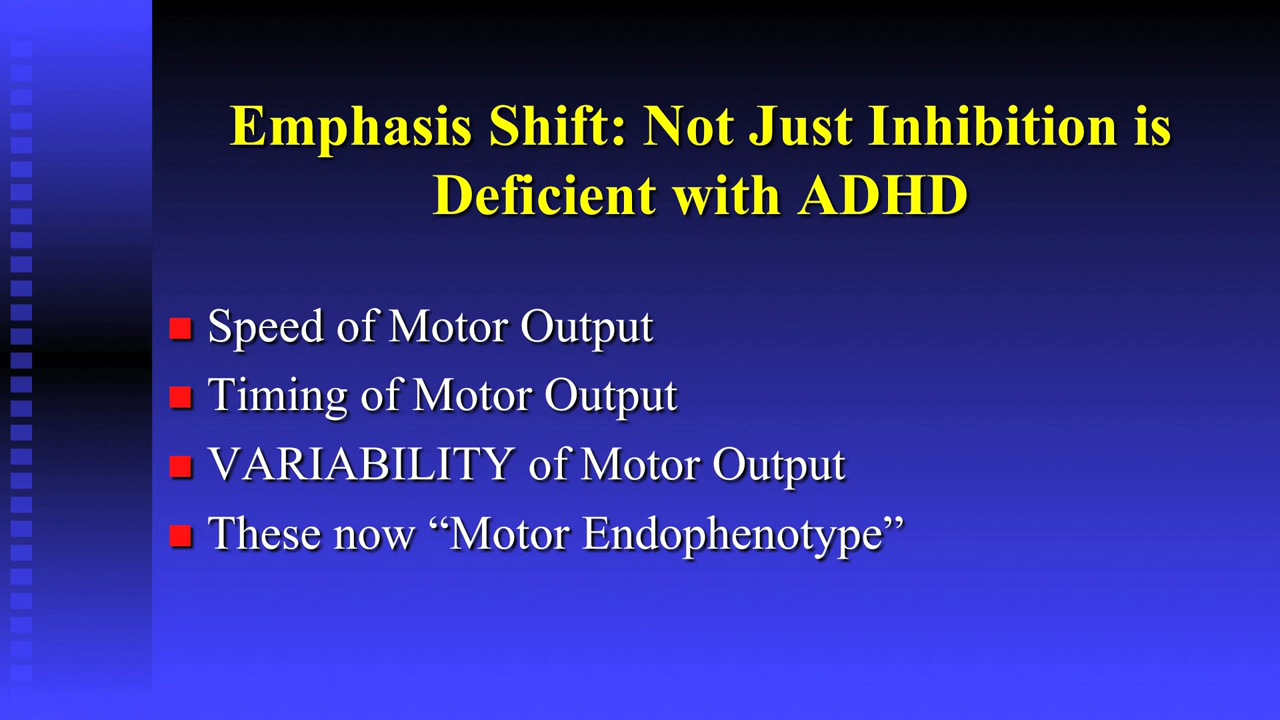 Emphasis Shift: Not Just Inhibition is
Deficient with ADHD
Speed of Motor Output
Timing of Motor Output
VARIABILITY of Motor Output
These now “Motor Endophenotype”